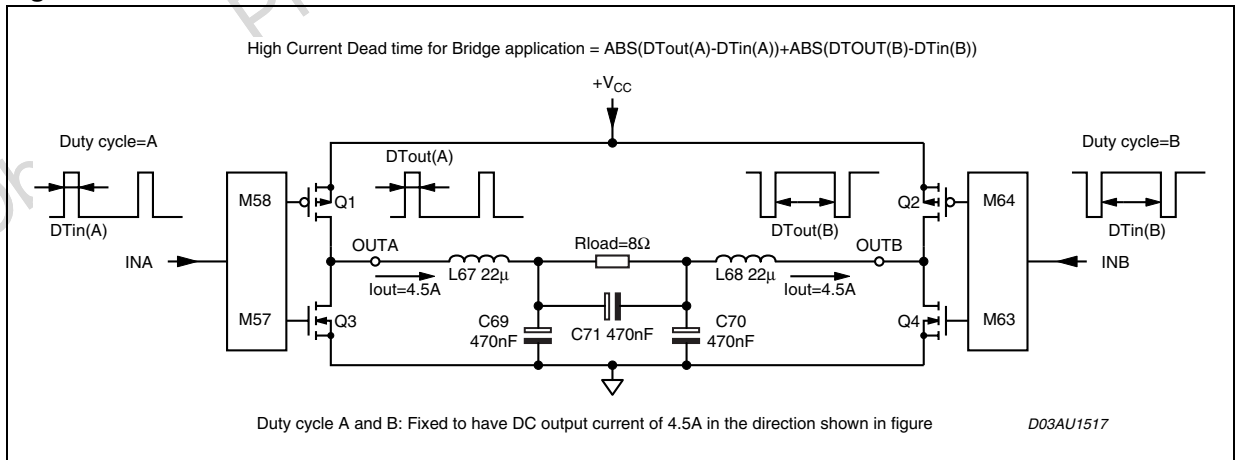 High Current Dead time for Bridge application = ABS(DTout(A)-DTin(A))+ABS(DTOUT(B)-DTin(B))
+VCC
Duty cycle=A
Duty cycle=B
DTout(A)
M58
Q1
Q2
M64
DTin(A)
DTout(B)
DTin(B)
OUTA
Rload=8Ω
OUTB
INA
INB
L67 22μ
L68 22μ
Iout=4.5A
Iout=4.5A
M57
Q3
Q4
M63
C69
470nF
C71 470nF
C70
470nF
Duty cycle A and B: Fixed to have DC output current of 4.5A in the direction shown in figure
D03AU1517